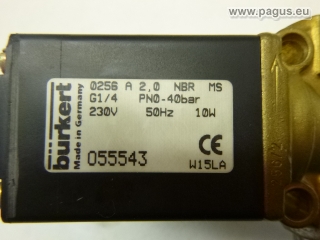 © www.pagus.eu
bürkert
Made in Germany
0256 A 2,0 NBR MS
G1/4 PN0-40bar
230V 50Hz 10W
055543
CE
W15LA